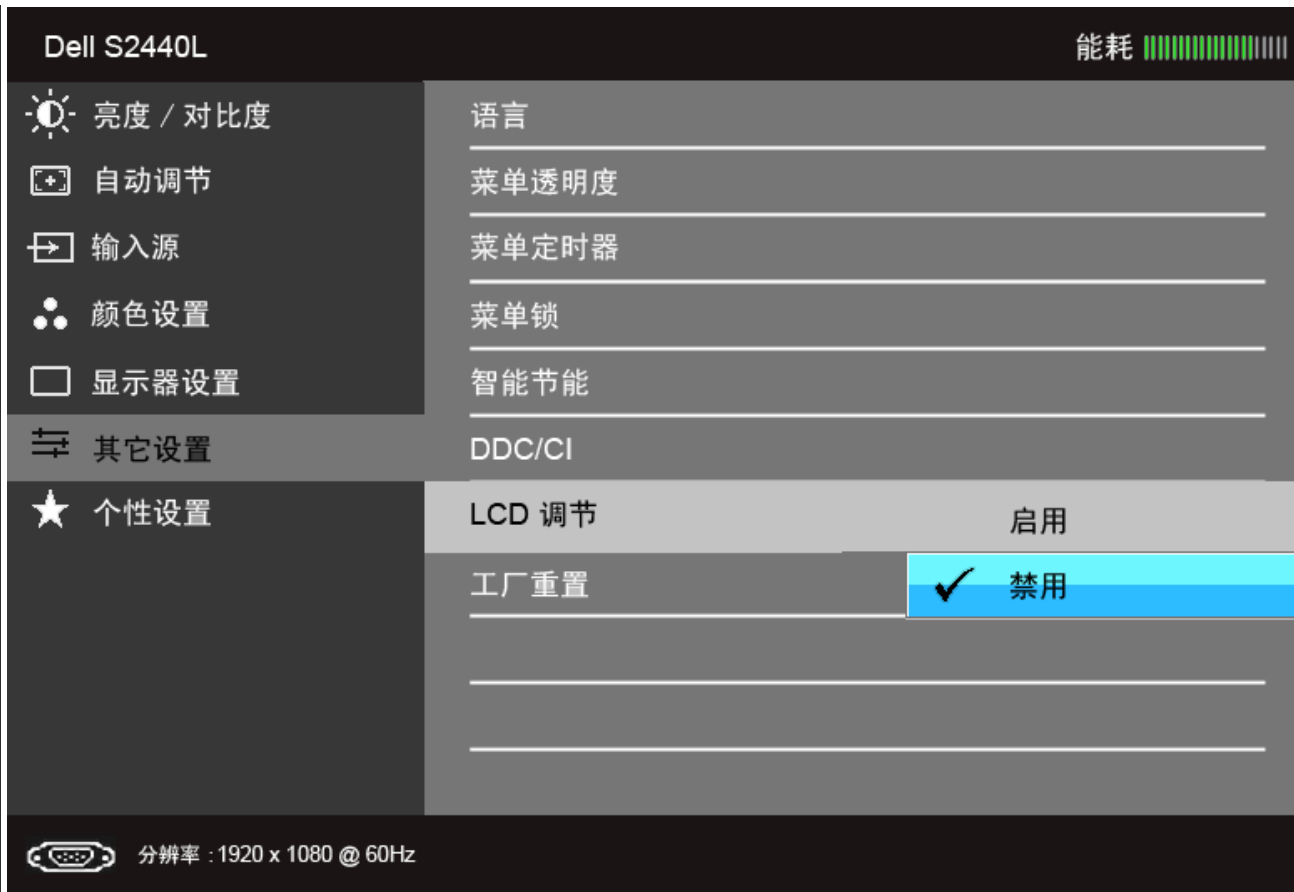 Dell S2440L
能耗
亮度 / 对比度
自动调节
输入源
颜色设置
显示器设置
其它设置
个性设置
语言
菜单透明度
菜单定时器
菜单锁
智能节能
DDC/CI
LCD 调节
启用
禁用
工厂重置
分辨率 : 1920 x 1080 @ 60Hz